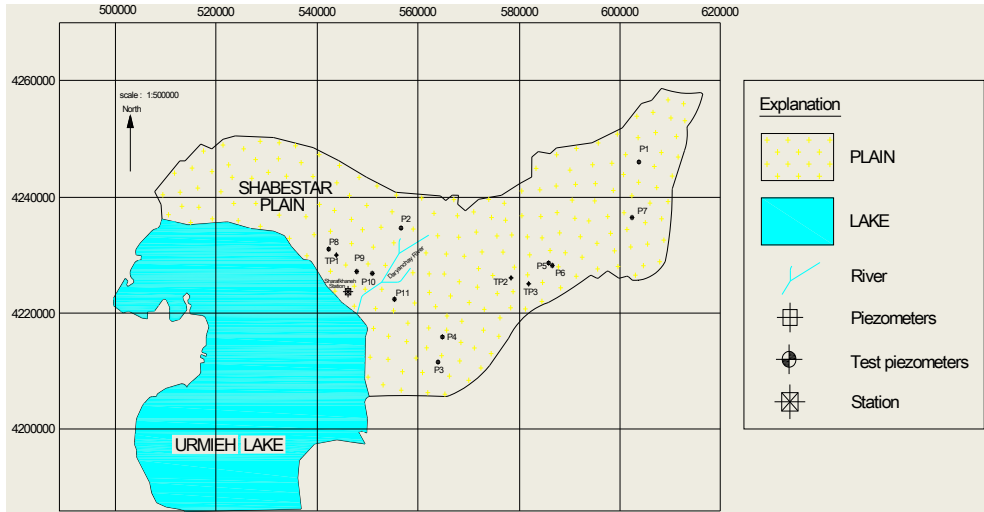 500000 520000 540000 560000 580000 600000 620000
4260000
scale : 1:500000
North
Explanation
PLAIN
LAKE
River
Piezometers
Test piezometers
Station
P1
4240000
SHABESTAR
PLAIN
P7
P2
P8
TP1
P9
P10
Sharafkhaneh
Station
P11
P5
P6
TP2
TP3
4220000
P4
P3
4200000
URMIEH LAKE